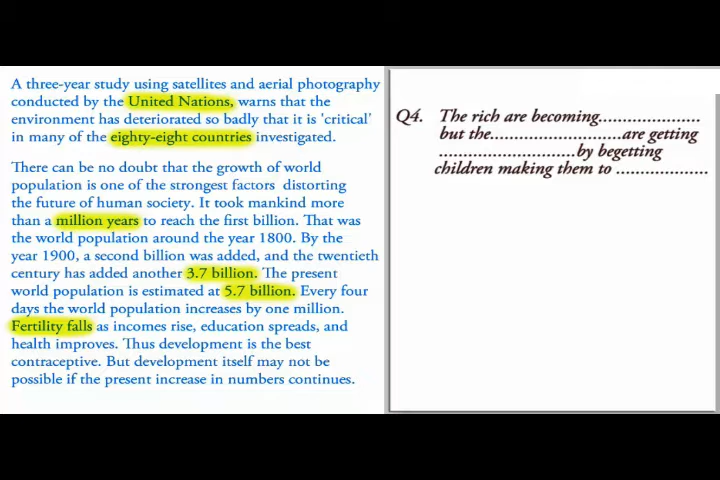 A three-year study using satellites and aerial photography
conducted by the United Nations, warns that the
environment has deteriorated so badly that it is 'critical'
in many of the eighty-eight countries investigated.
There can be no doubt that the growth of world
population is one of the strongest factors distorting
the future of human society. It took mankind more
than a million years to reach the first billion. That was
the world population around the year 1800. By the
year 1900, a second billion was added, and the twentieth
century has added another 3.7 billion. The present
world population is estimated at 5.7 billion. Every four
days the world population increases by one million.
Fertility falls as incomes rise, education spreads, and
health improves. Thus development is the best
contraceptive. But development itself may not be
possible if the present increase in numbers continues.
Q4. The rich are becoming.....................
but the...........................are getting
............................by begetting
children making them to ...................